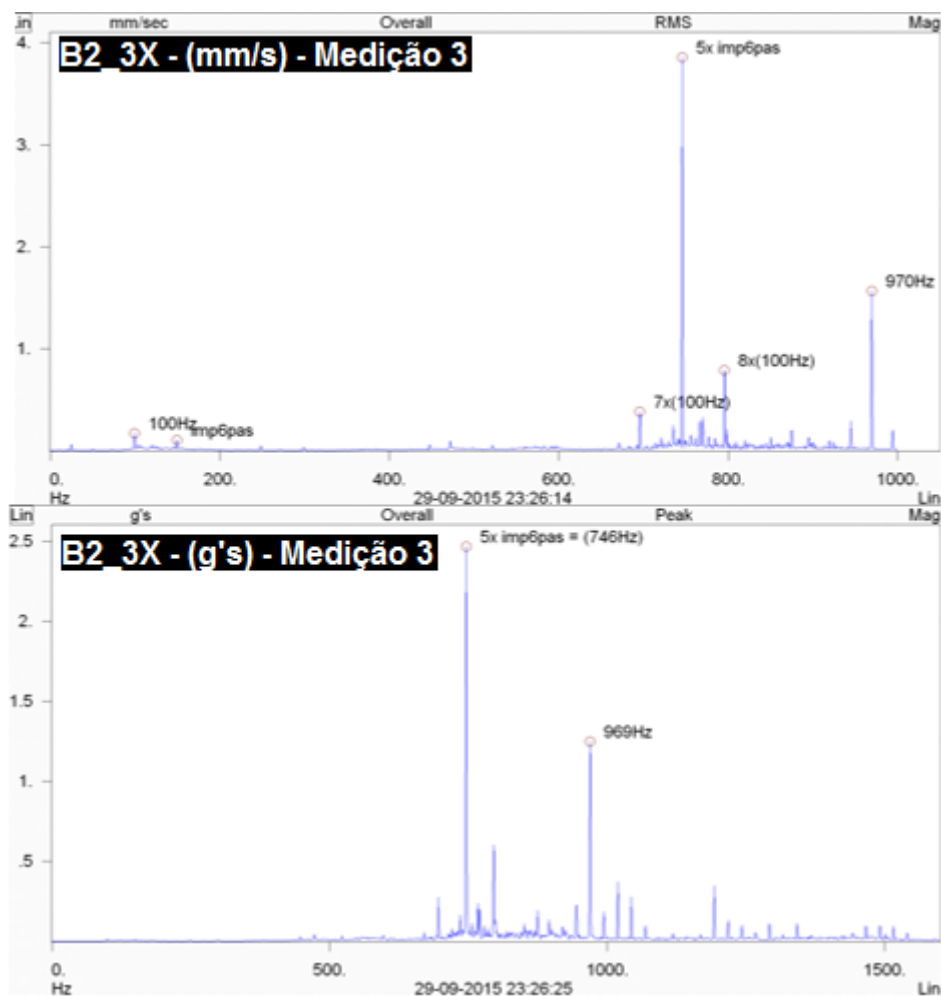 Lin mm/sec Overall RMS Mag
B2_3X - (mm/s) - Medição 3
4.
3.
2.
1.
5x imp6pas
970Hz
8x(100Hz)
7x(100Hz)
100Hz
imp6pas
0. 200. 400. 600. 800. 1000.
Hz 29-09-2015 23:26:14 Lin
Lin g's Overall Peak Mag
B2_3X - (g's) - Medição 3
5x imp6pas = (746Hz)
2.5
2.
1.5
1.
.5
969Hz
0. 500. 1000. 1500.
Hz 29-09-2015 23:26:25 Lin